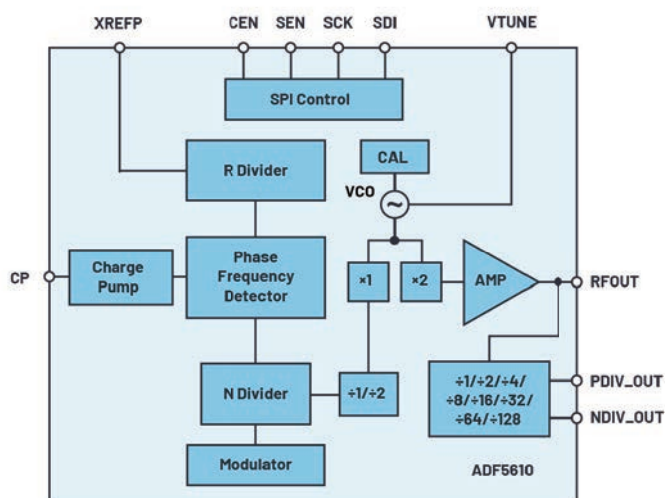 XREFP CEN SEN SCK SDI VTUNE
SPI Control
R Divider
CAL
VCO
~
CP
Charge
Pump
Phase
Frequency
Detector
×1
×2
AMP
RFOUT
N Divider
÷1/÷2
÷1/÷2/÷4/
÷8/÷16/÷32/
÷64/÷128
PDIV_OUT
NDIV_OUT
Modulator
ADF5610